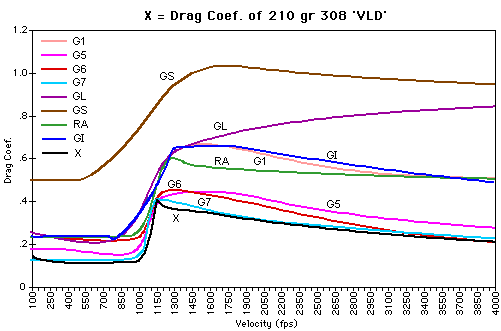 X = Drag Coef. of 210 gr 308 'VLD'
1.2
1.0
.8
.6
.4
.2
0
Drag Coef.
G1
G5
G6
G7
GL
GS
RA
GI
X
GS
GL
RA
G1
GI
G6
G7
X
G5
100
250
400
550
700
850
1000
1150
1300
1450
1600
1750
1900
2050
2200
2350
2500
2650
2800
2950
3100
3250
3400
3550
3700
3850
4000
Velocity (fps)